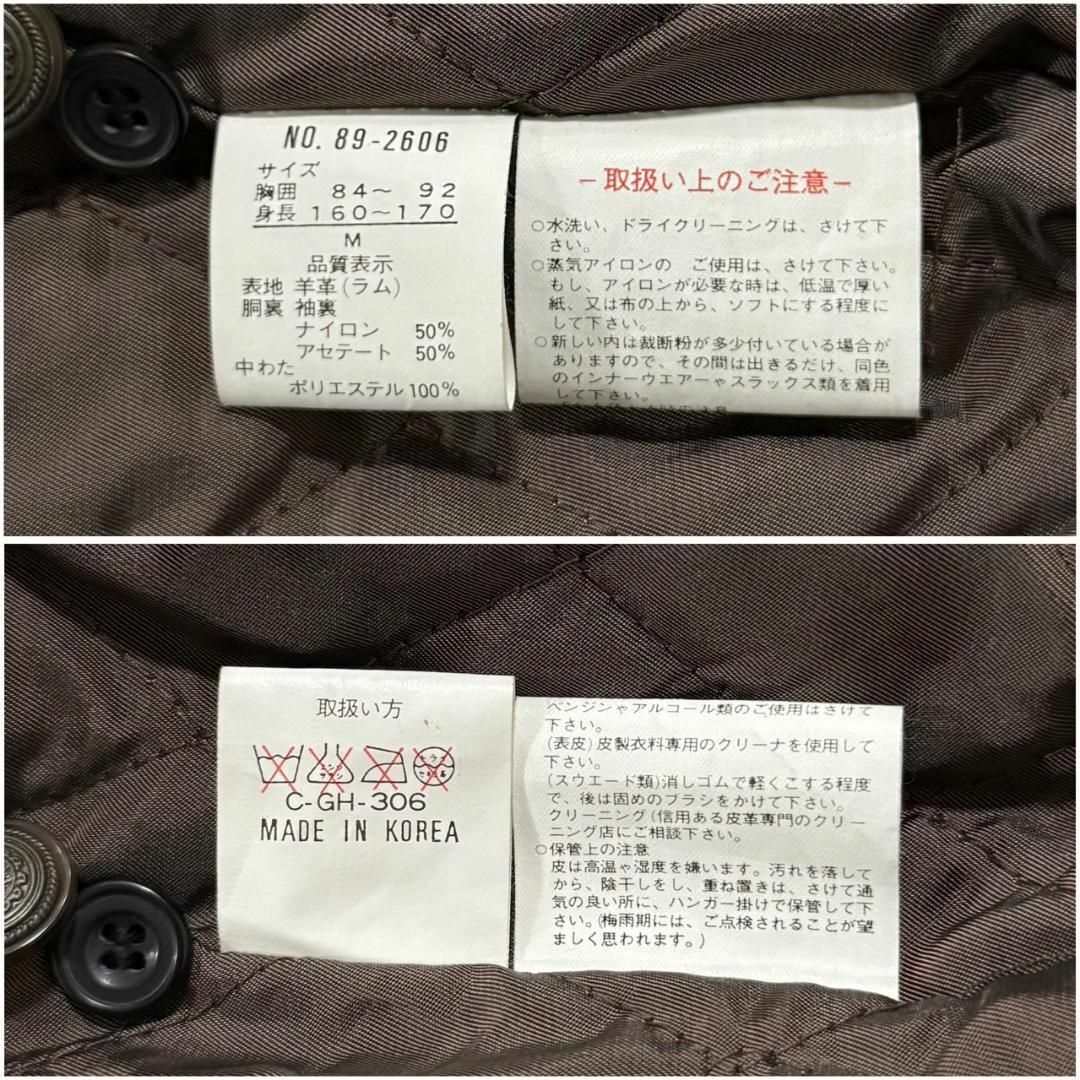 NO. 89-2606
サイズ
胸囲 84～ 92
身長 160～170
M
品質表示
表地 羊革(ラム)
胴裏 袖裏
ナイロン 50%
アセテート 50%
中わた
ポリエステル 100%
-取扱い上のご注意-
○水洗い、ドライクリーニングは、さけて下
さい。
○蒸気アイロンの ご使用は、さけて下さい。
もし、アイロンが必要な時は、低温で厚い
紙、又は布の上から、ソフトにする程度に
して下さい。
○新しい内は裁断粉が多少付いている場合が
ありますので、その間は出きるだけ、同色
のインナーウエアーやスラックス類を着用
して下さい。
取扱い方
C-GH-306
MADE IN KOREA
ベンジンやアルコール類のご使用はさけて
下さい。
(表皮)皮製衣料専用のクリーナを使用して
下さい。
(スウエード類)消しゴムで軽くこする程度
で、後は固めのブラシをかけて下さい。
クリーニング(信用ある皮革専門のクリー
ニング店にご相談下さい。
○保管上の注意
皮は高温や湿度を嫌います。汚れを落して
から、陰干しをし、重ね置きは、さけて通
気の良い所に、ハンガー掛けで保管して下
さい。(梅雨期には、ご点検されることが望
ましく思われます。)